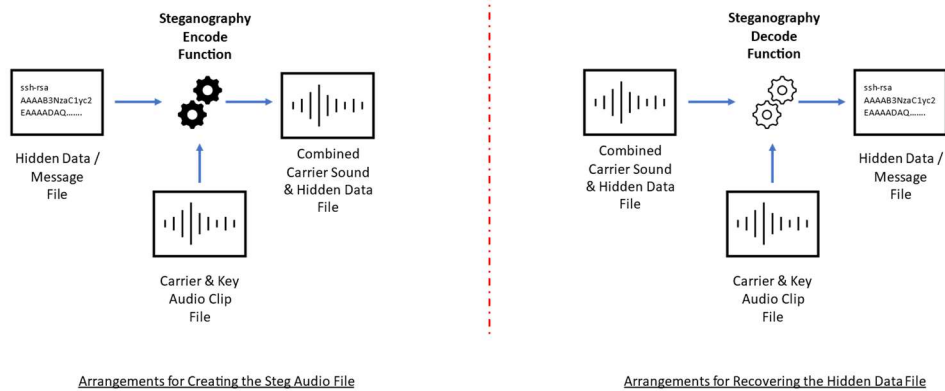 Steganography
Encode
Function
ssh-rsa
AAAAB3NzaC1yc2
EAAAADAQ.......
Hidden Data /
Message
File
Combined
Carrier Sound
& Hidden Data
File
Carrier & Key
Audio Clip
File
Arrangements for Creating the Steg Audio File
Steganography
Decode
Function
Combined
Carrier Sound
& Hidden Data
File
ssh-rsa
AAAAB3NzaC1yc2
EAAAADAQ.......
Hidden Data /
Message
File
Carrier & Key
Audio Clip
File
Arrangements for Recovering the Hidden Data File